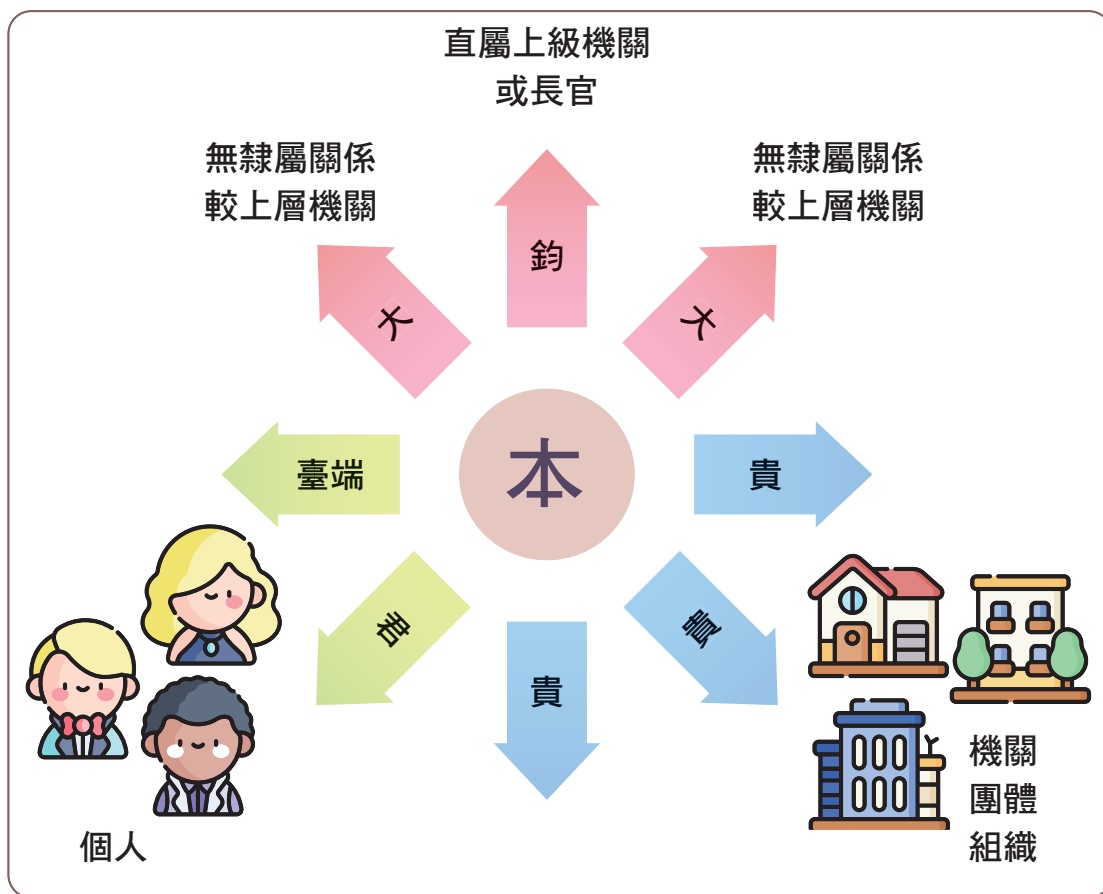 直屬上級機關
或長官
無隸屬關係
較上層機關
無隸屬關係
較上層機關
鈞
大
大
本
臺端
貴
君
貴
貴
個人
機關
團體
組織